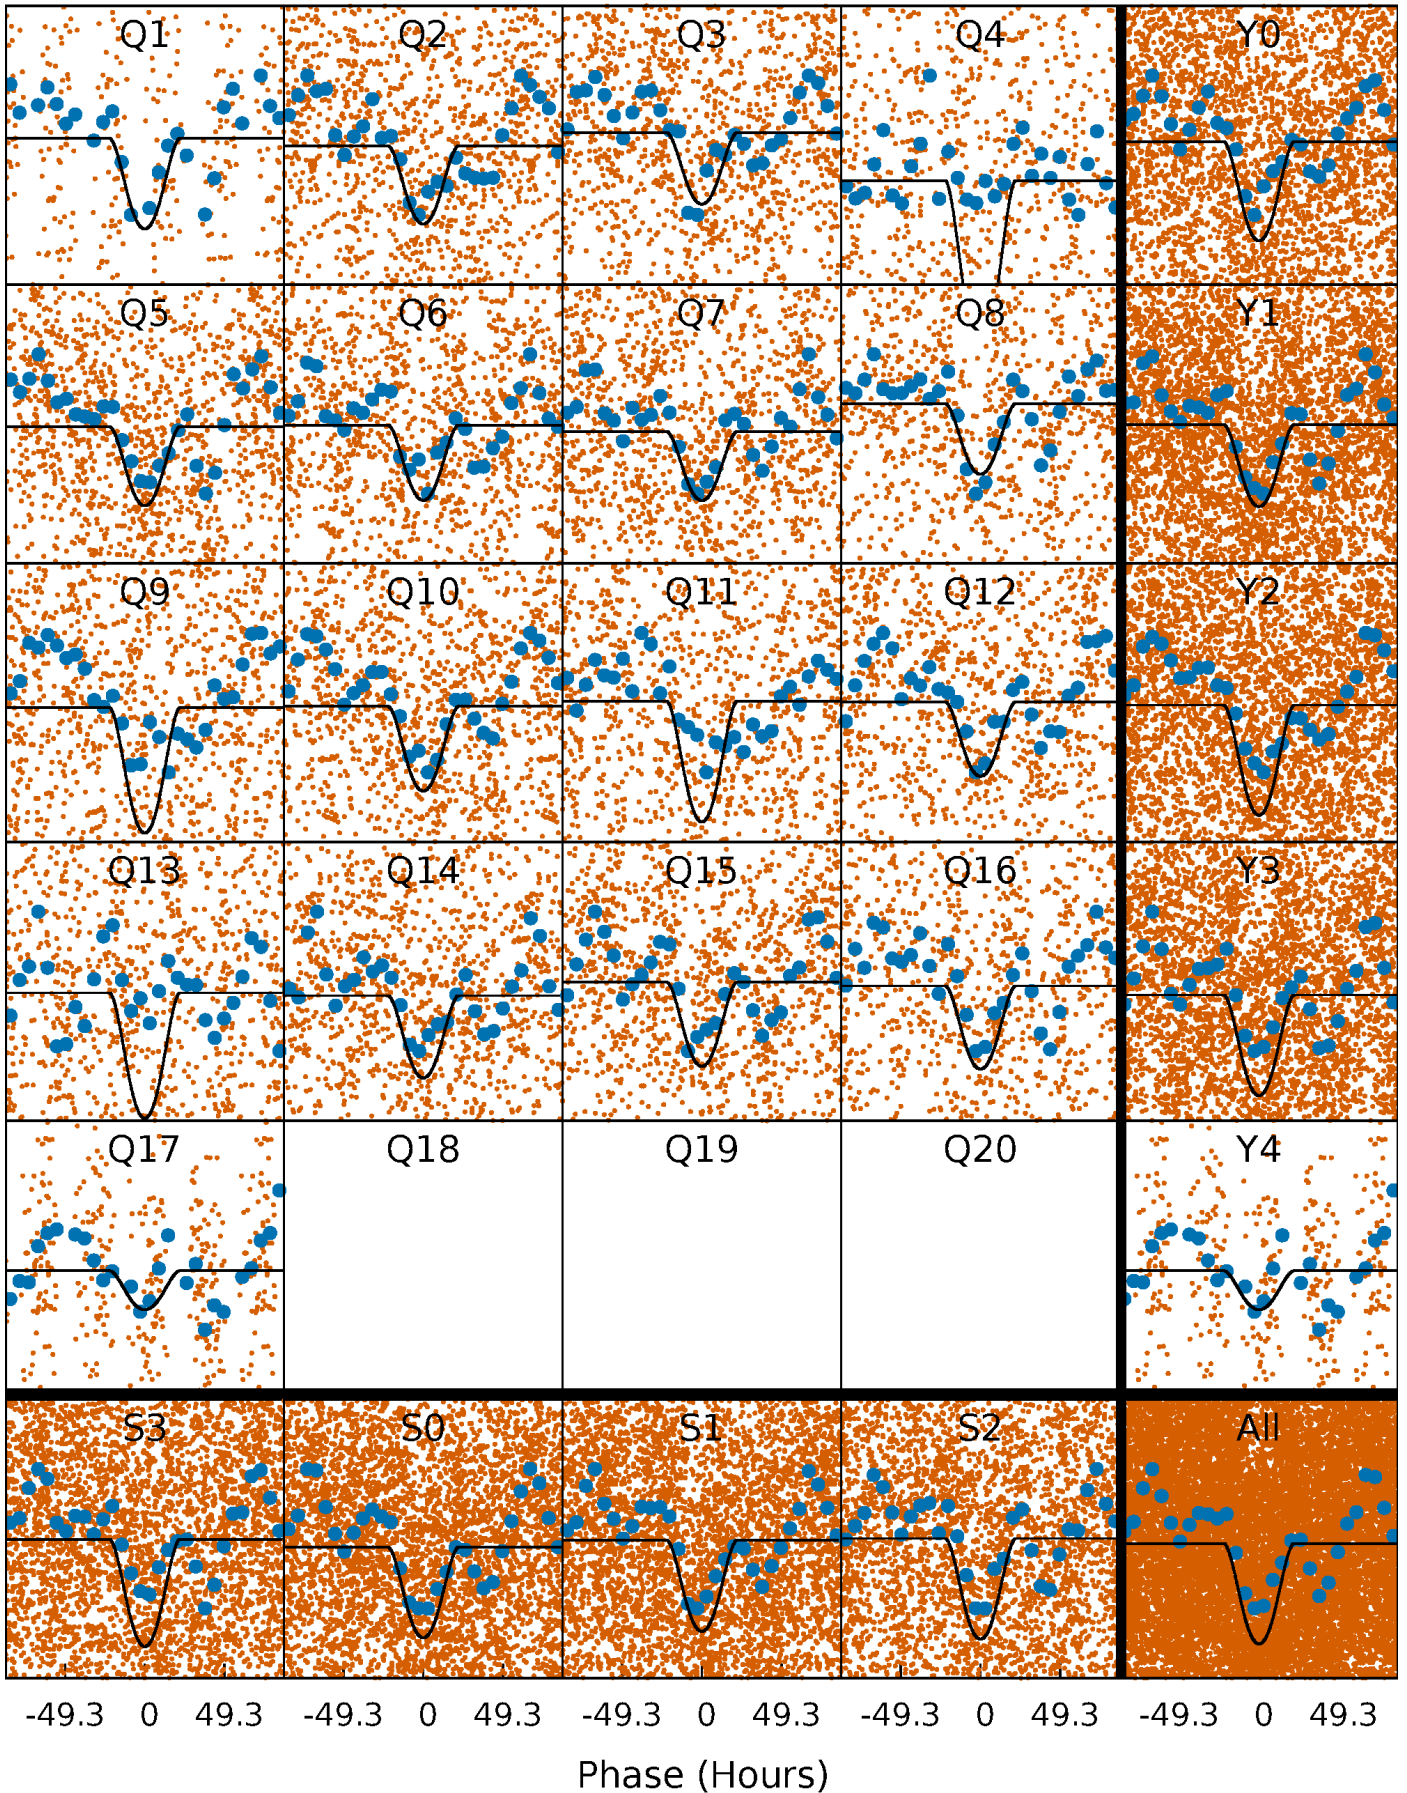 Q1 Q2 Q3 Q4 Y0
Q5 Q6 Q7 Q8 Y1
Q9 Q10 Q11 Q12 Y2
Q13 Q14 Q15 Q16 Y3
Q17 Q18 Q19 Q20 Y4
S3 S0 S1 S2 All
-49.3 0 49.3 -49.3 0 49.3 -49.3 0 49.3 -49.3 0 49.3 -49.3 0 49.3
Phase (Hours)